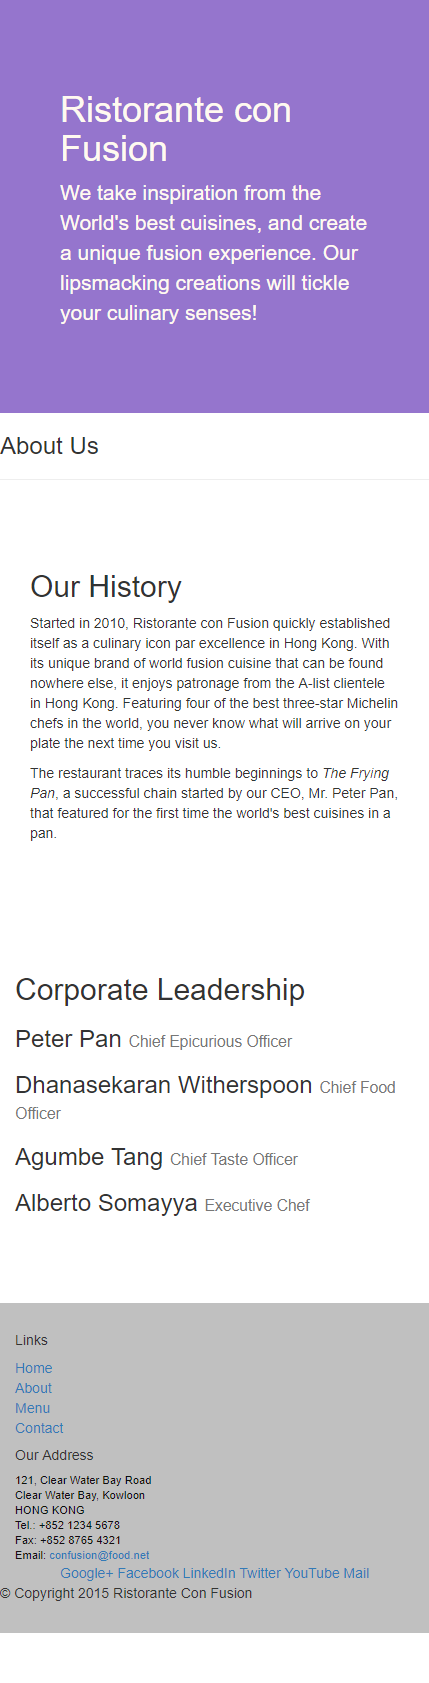 Ristorante con
Fusion
We take inspiration from the
World's best cuisines, and create
a unique fusion experience. Our
lipsmacking creations will tickle
your culinary senses!
About Us
Our History
Started in 2010, Ristorante con Fusion quickly established
itself as a culinary icon par excellence in Hong Kong. With
its unique brand of world fusion cuisine that can be found
nowhere else, it enjoys patronage from the A-list clientele
in Hong Kong. Featuring four of the best three-star Michelin
chefs in the world, you never know what will arrive on your
plate the next time you visit us.
The restaurant traces its humble beginnings to The Frying
Pan, a successful chain started by our CEO, Mr. Peter Pan,
that featured for the first time the world's best cuisines in a
pan.
Corporate Leadership
Peter Pan Chief Epicurious Officer
Dhanasekaran Witherspoon Chief Food
Officer
Agumbe Tang Chief Taste Officer
Alberto Somayya Executive Chef
Links
Home
About
Menu
Contact
Our Address
121, Clear Water Bay Road
Clear Water Bay, Kowloon
HONG KONG
Tel.: +852 1234 5678
Fax: +852 8765 4321
Email: confusion@food.net
Google+ Facebook LinkedIn Twitter YouTube Mail
© Copyright 2015 Ristorante Con Fusion